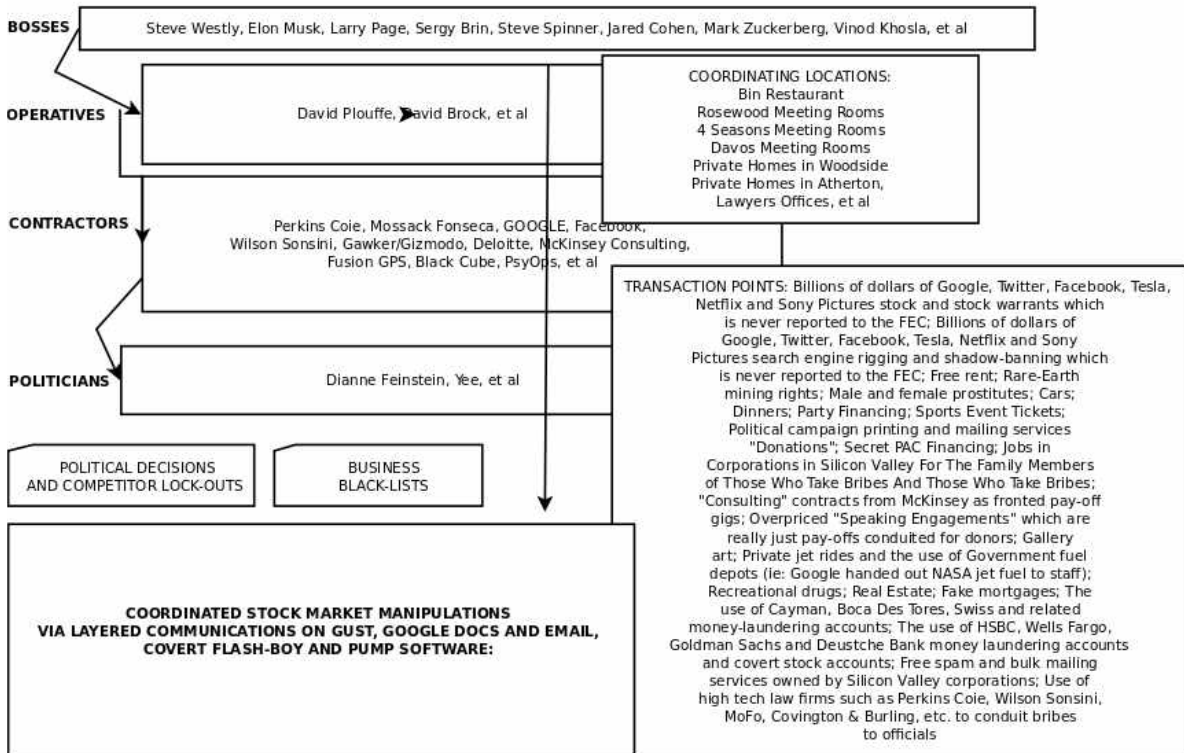 BOSSES
Steve Westly, Elon Musk, Larry Page, Sergy Brin, Steve Spinner, Jared Cohen, Mark Zuckerberg, Vinod Khosla, et al
OPERATIVES
David Plouffe, David Brock, et al
COORDINATING LOCATIONS:
Bin Restaurant
Rosewood Meeting Rooms
4 Seasons Meeting Rooms
Davos Meeting Rooms
Private Homes in Woodside
Private Homes in Atherton,
Lawyers Offices, et al
CONTRACTORS
Perkins Coie, Mossack Fonseca, GOOGLE, Facebook,
Wilson Sonsini, Gawker/Gizmodo, Deloitte, McKinsey Consulting,
Fusion GPS, Black Cube, PsyOps, et al
TRANSACTION POINTS: Billions of dollars of Google, Twitter, Facebook, Tesla,
Netflix and Sony Pictures stock and stock warrants which
is never reported to the FEC; Billions of dollars of
Google, Twitter, Facebook, Tesla, Netflix and Sony
Pictures search engine rigging and shadow-banning which
is never reported to the FEC; Free rent; Rare-Earth
mining rights; Male and female prostitutes; Cars;
Dinners; Party Financing; Sports Event Tickets;
Political campaign printing and mailing services
"Donations"; Secret PAC Financing; Jobs in
Corporations in Silicon Valley For The Family Members
of Those Who Take Bribes And Those Who Take Bribes;
"Consulting" contracts from McKinsey as fronted pay-off
gigs; Overpriced "Speaking Engagements" which are
really just pay-offs conduited for donors; Gallery
art; Private jet rides and the use of Government fuel
depots (ie: Google handed out NASA jet fuel to staff);
Recreational drugs; Real Estate; Fake mortgages; The
use of Cayman, Boca Des Tores, Swiss and related
money-laundering accounts; The use of HSBC, Wells Fargo,
Goldman Sachs and Deustche Bank money laundering accounts
and covert stock accounts; Free spam and bulk mailing
services owned by Silicon Valley corporations; Use of
high tech law firms such as Perkins Coie, Wilson Sonsini,
MoFo, Covington & Burling, etc. to conduit bribes
to officials
POLITICIANS
Dianne Feinstein, Yee, et al
POLITICAL DECISIONS
AND COMPETITOR LOCK-OUTS
BUSINESS
BLACK-LISTS
COORDINATED STOCK MARKET MANIPULATIONS
VIA LAYERED COMMUNICATIONS ON GUST, GOOGLE DOCS AND EMAIL,
COVERT FLASH-BOY AND PUMP SOFTWARE: